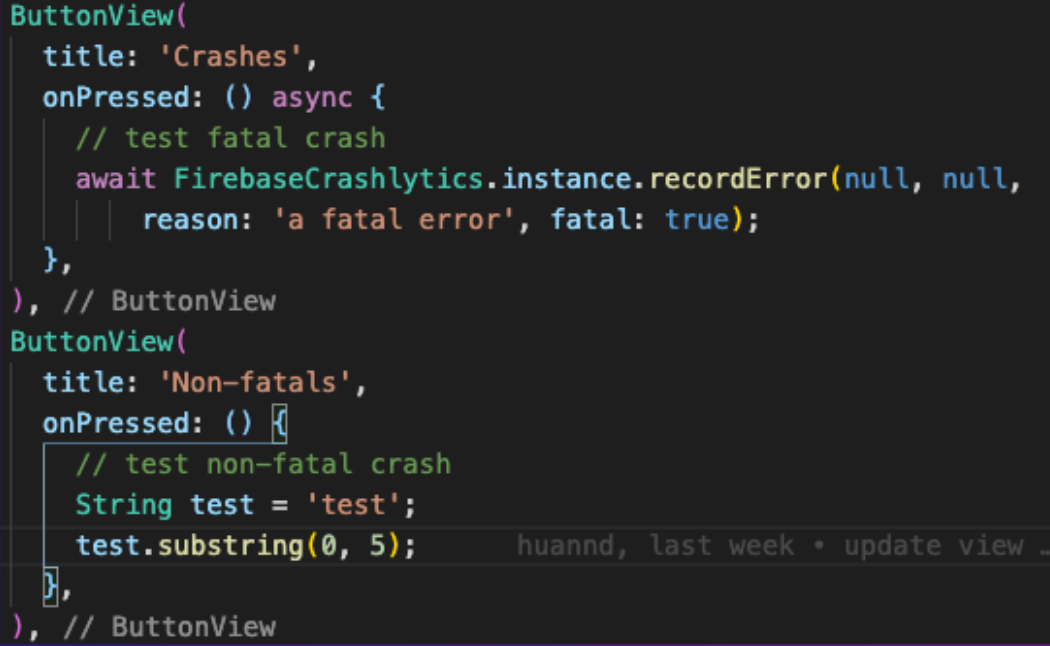 ButtonView(
title: 'Crashes',
onPressed: () async {
// test fatal crash
await FirebaseCrashlytics.instance.recordError(null, null,
reason: 'a fatal error', fatal: true);
},
), // ButtonView
ButtonView(
title: 'Non-fatals',
onPressed: () {
// test non-fatal crash
String test = 'test';
test.substring(0, 5); huannd, last week • update view …
},
), // ButtonView